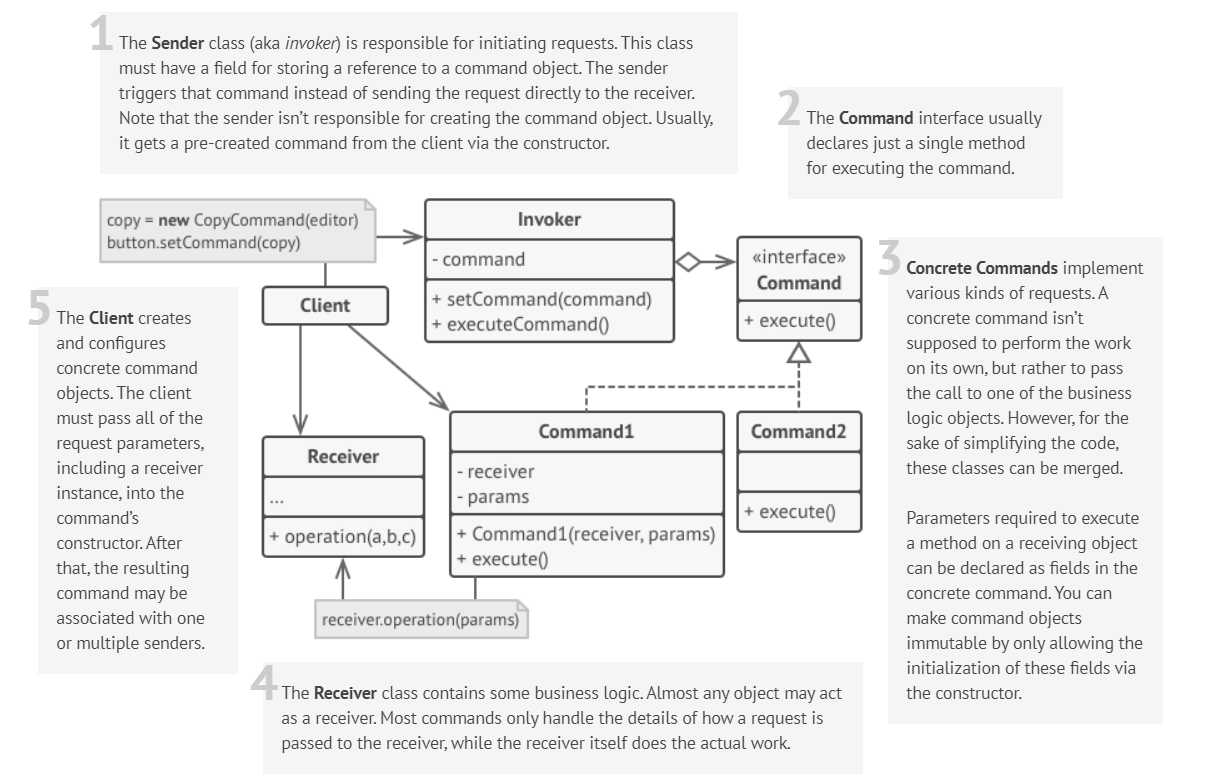 1
The Sender class (aka invoker) is responsible for initiating requests. This class
must have a field for storing a reference to a command object. The sender
triggers that command instead of sending the request directly to the receiver.
Note that the sender isn’t responsible for creating the command object. Usually,
it gets a pre-created command from the client via the constructor.
2
The Command interface usually
declares just a single method
for executing the command.
copy = new CopyCommand(editor)
button.setCommand(copy)
Invoker
- command
+ setCommand(command)
+ executeCommand()
«interface»
Command
+ execute()
3
Concrete Commands implement
various kinds of requests. A
concrete command isn’t
supposed to perform the work
on its own, but rather to pass
the call to one of the business
logic objects. However, for the
sake of simplifying the code,
these classes can be merged.
Parameters required to execute
a method on a receiving object
can be declared as fields in the
concrete command. You can
make command objects
immutable by only allowing the
initialization of these fields via
the constructor.
5
The Client creates
and configures
concrete command
objects. The client
must pass all of the
request parameters,
including a receiver
instance, into the
command’s
constructor. After
that, the resulting
command may be
associated with one
or multiple senders.
Client
Receiver
...
+ operation(a,b,c)
Command1
- receiver
- params
+ Command1(receiver, params)
+ execute()
Command2
+ execute()
receiver.operation(params)
4
The Receiver class contains some business logic. Almost any object may act
as a receiver. Most commands only handle the details of how a request is
passed to the receiver, while the receiver itself does the actual work.